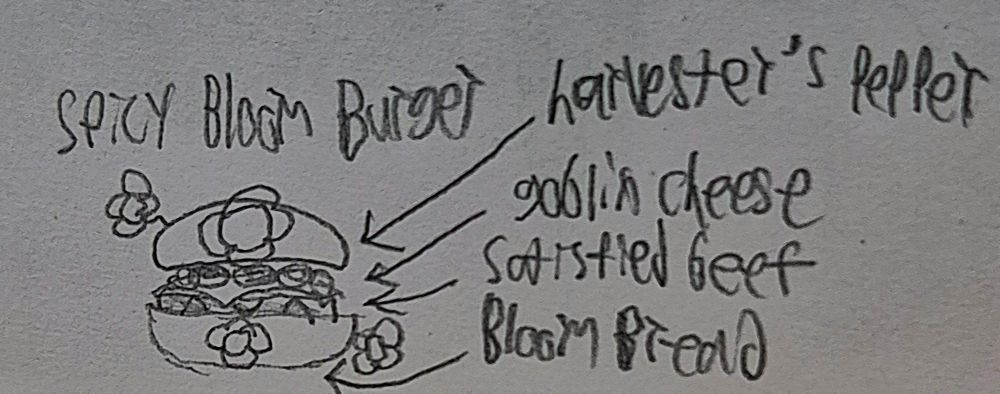 Spicy Bloom Burger
harvester's Pepper
goblin cheese
Satisfied beef
Bloom Bread